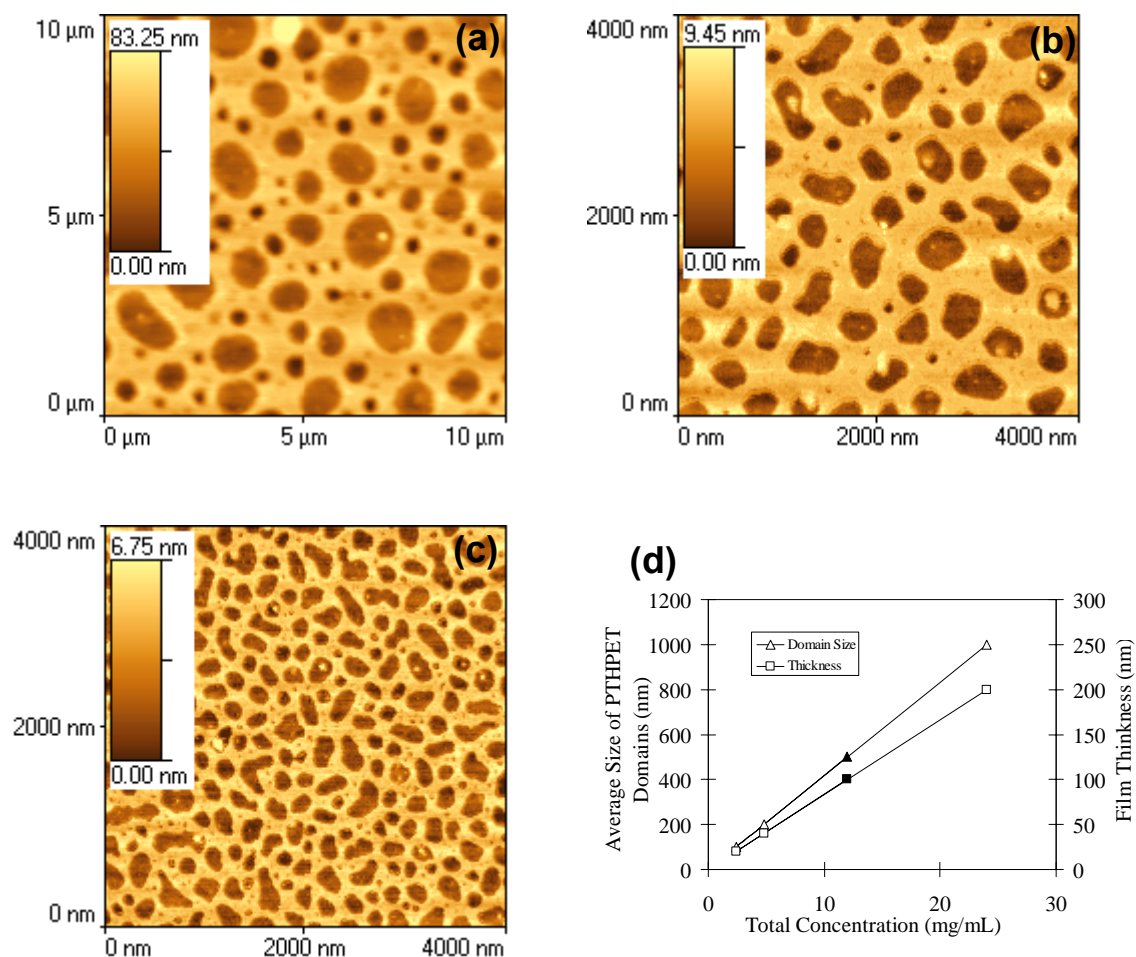 (a)
83.25 nm
0.00 nm
10 µm
5 µm
0 µm
0 µm
5 µm
10 µm
(b)
9.45 nm
0.00 nm
4000 nm
2000 nm
0 nm
0 nm
2000 nm
4000 nm
(c)
6.75 nm
0.00 nm
4000 nm
2000 nm
0 nm
0 nm
2000 nm
4000 nm
(d)
Average Size of PTHPET
Domains (nm)
1200
1000
800
600
400
200
0
Domain Size
Thickness
300
250
200
150
100
50
0
Film Thinkness (nm)
0
10
20
30
Total Concentration (mg/mL)